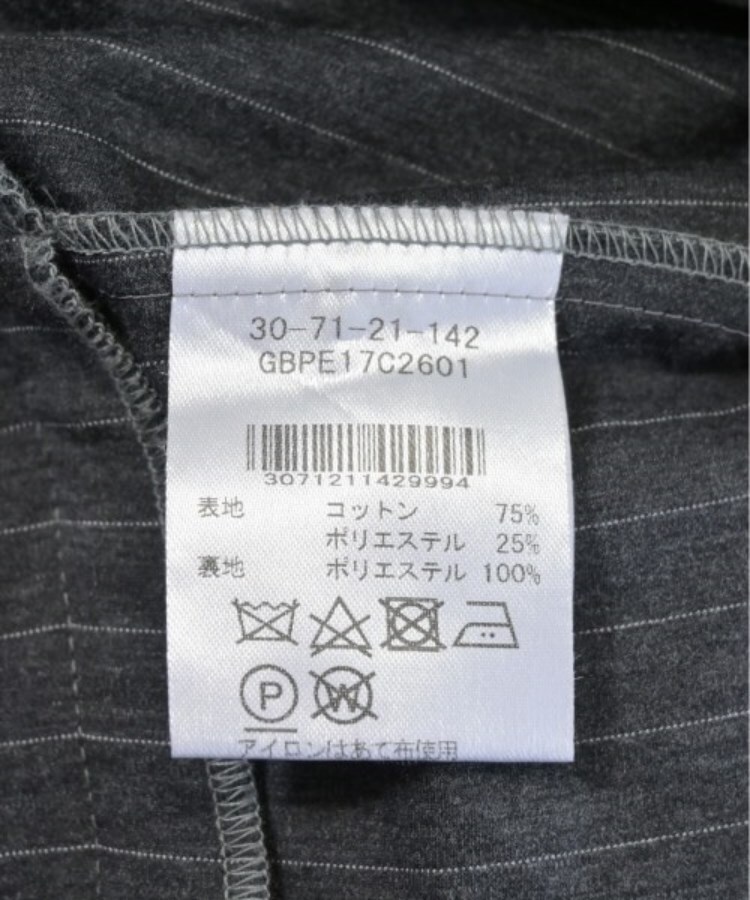 30-71-21-142
GBPE17C2601
3071211429994
表地 コットン 75%
ポリエステル 25%
裏地 ポリエステル 100%
P W
アイロンはあて布使用